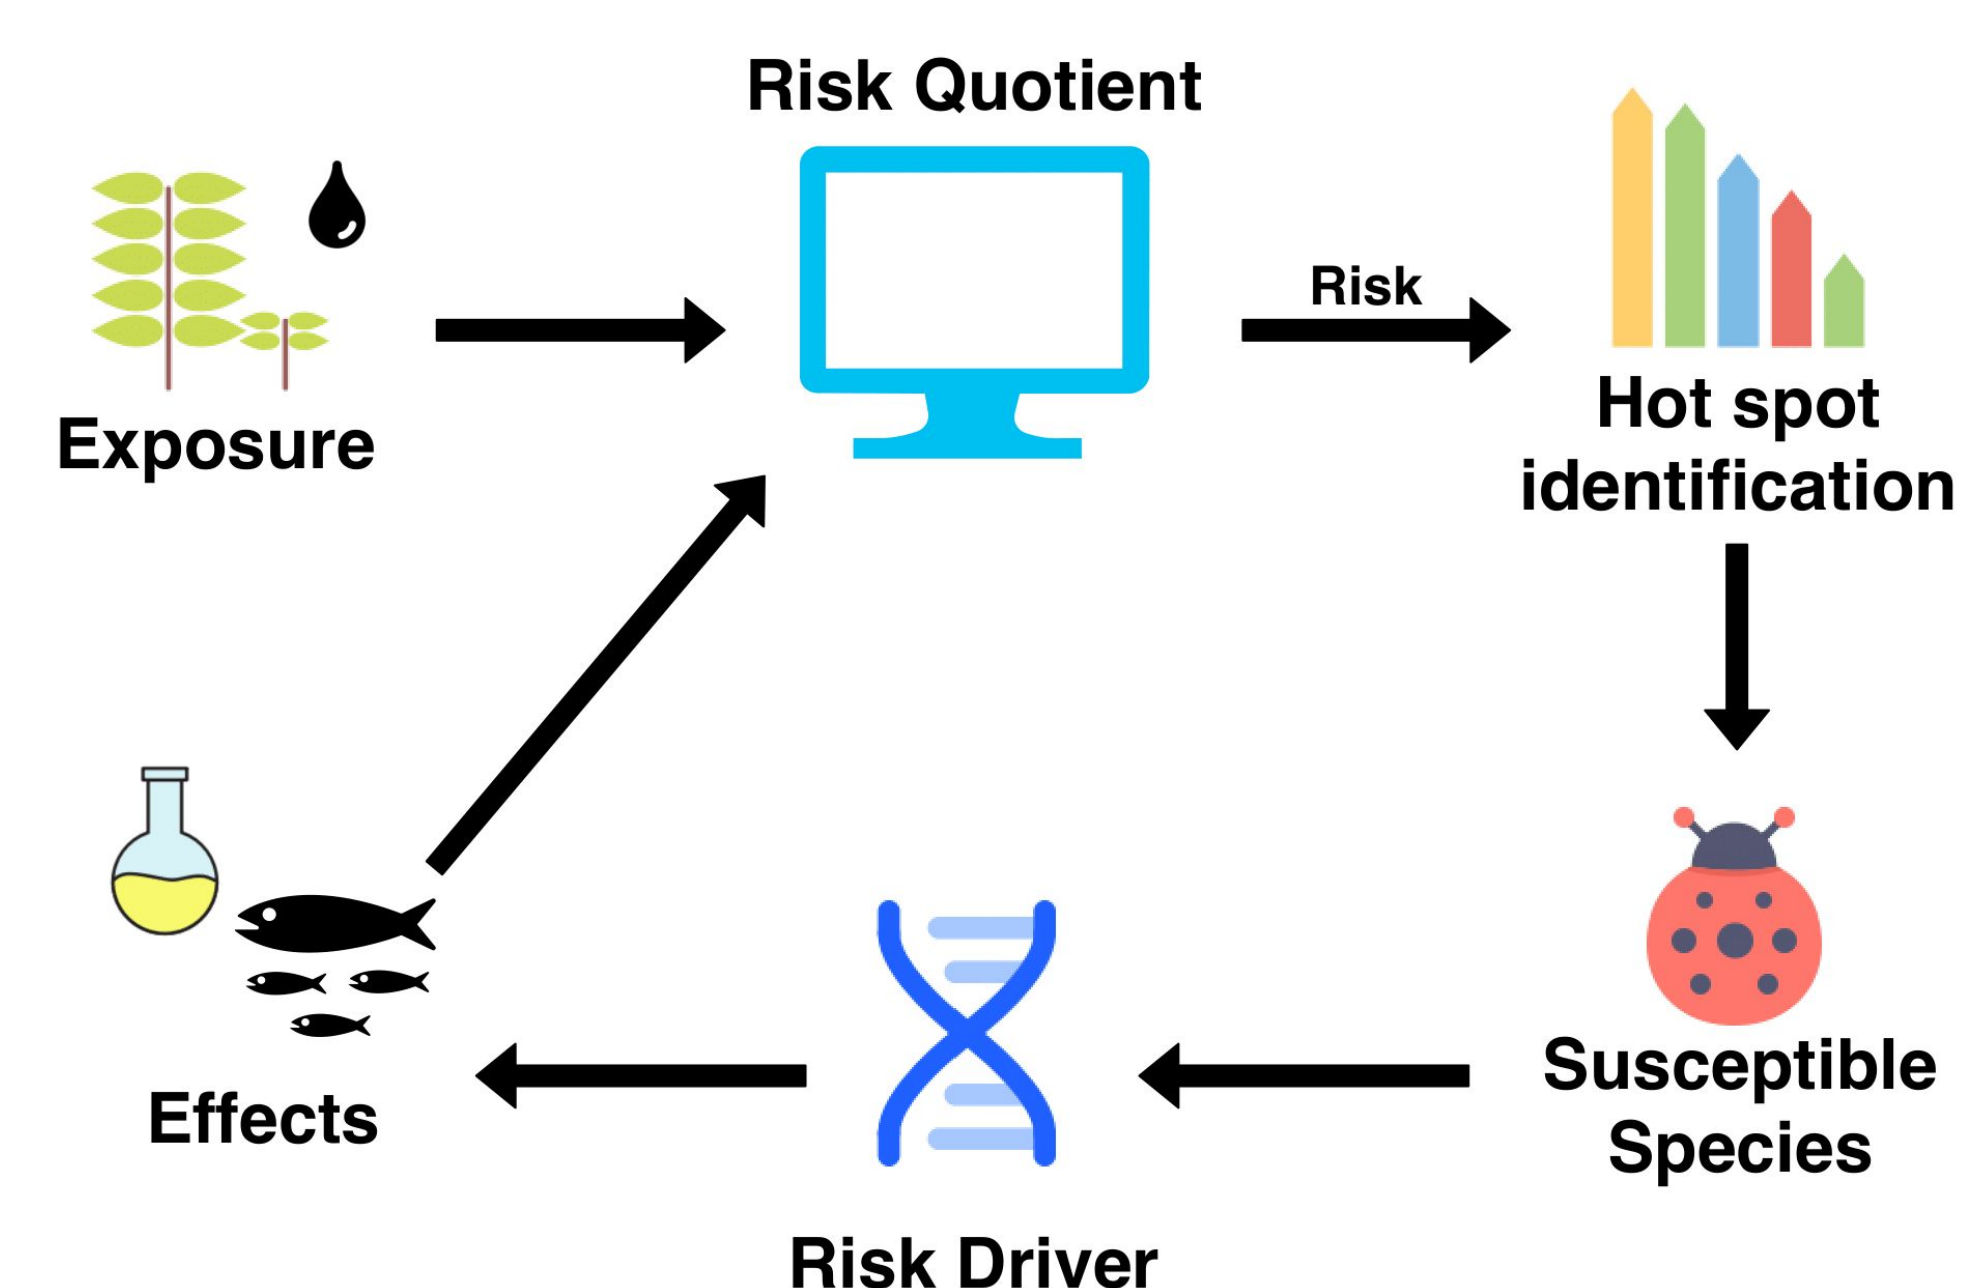 Risk Quotient
Exposure
Risk
Hot spot
identification
Susceptible
Species
Risk Driver
Effects